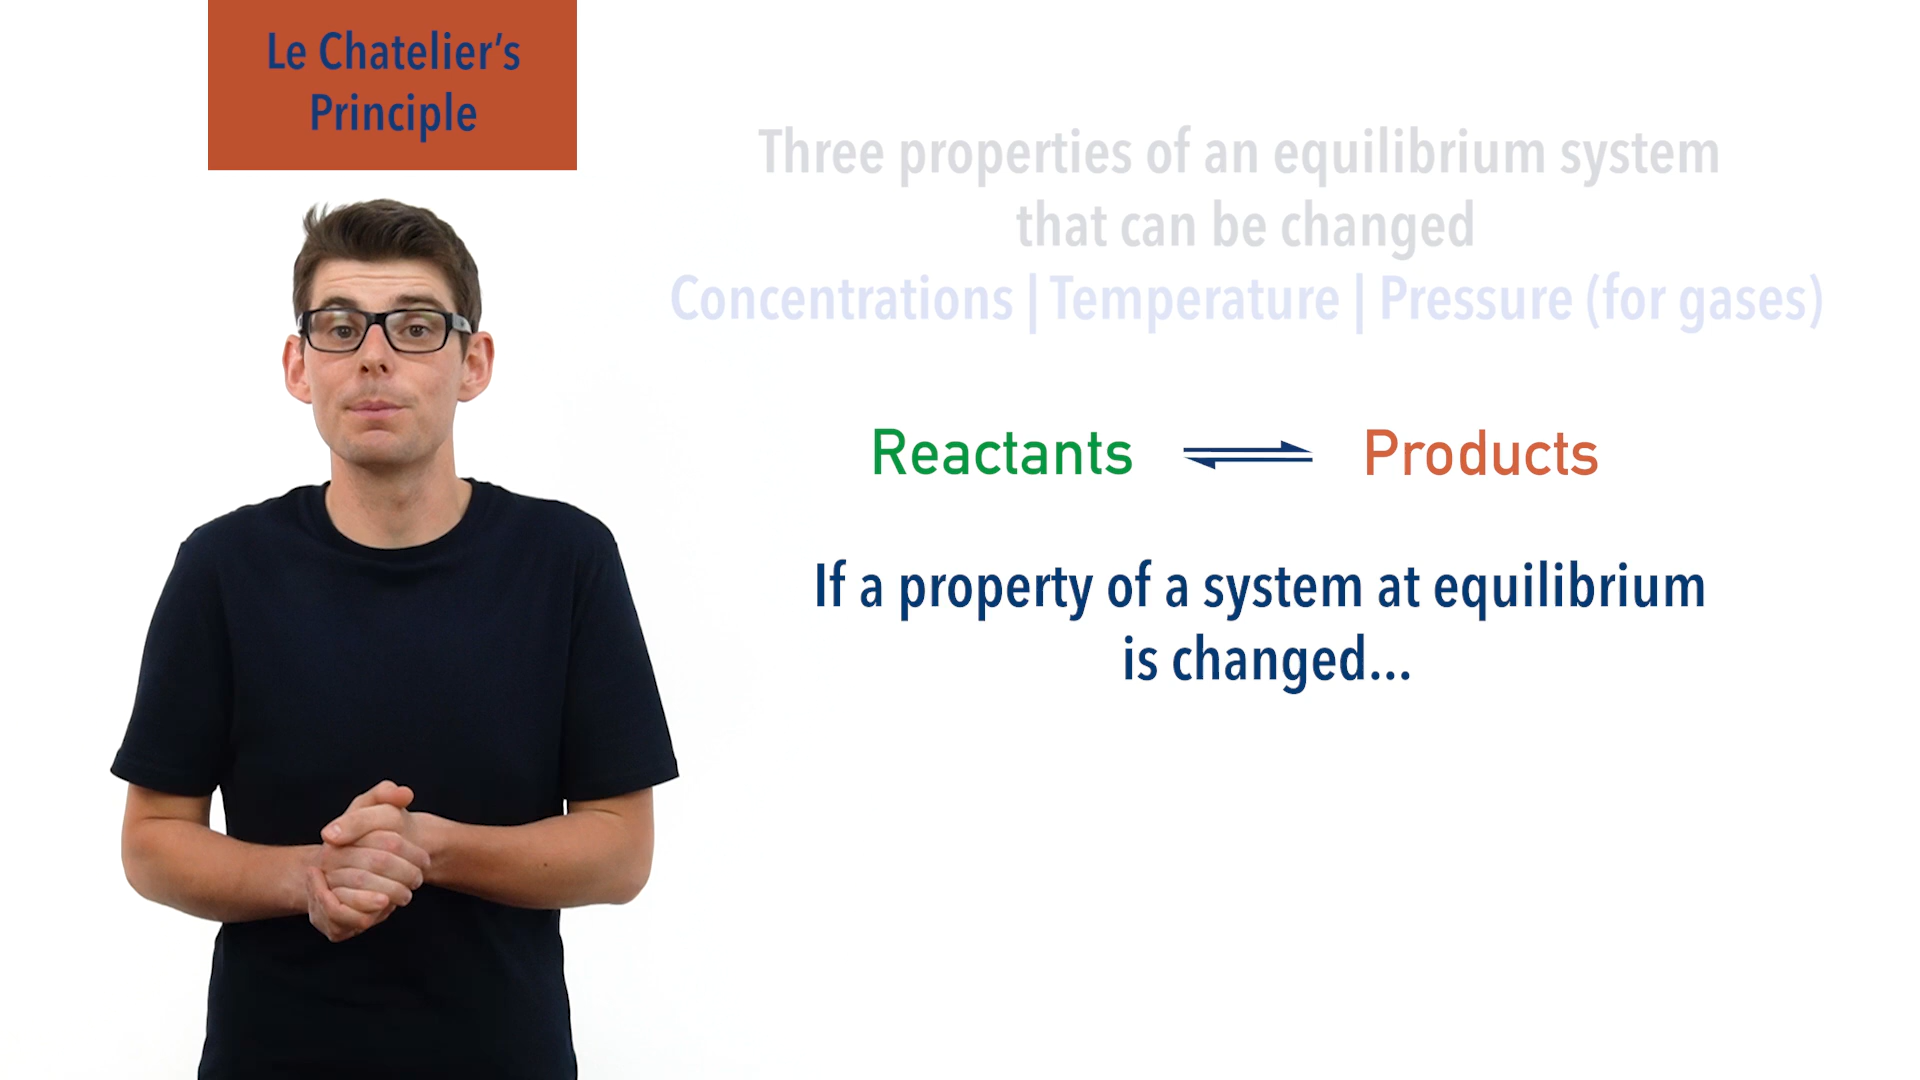 Le Chatelier’s
Principle
Three properties of an equilibrium system
that can be changed
Concentrations | Temperature | Pressure (for gases)
Reactants ⇌ Products
If a property of a system at equilibrium
is changed...